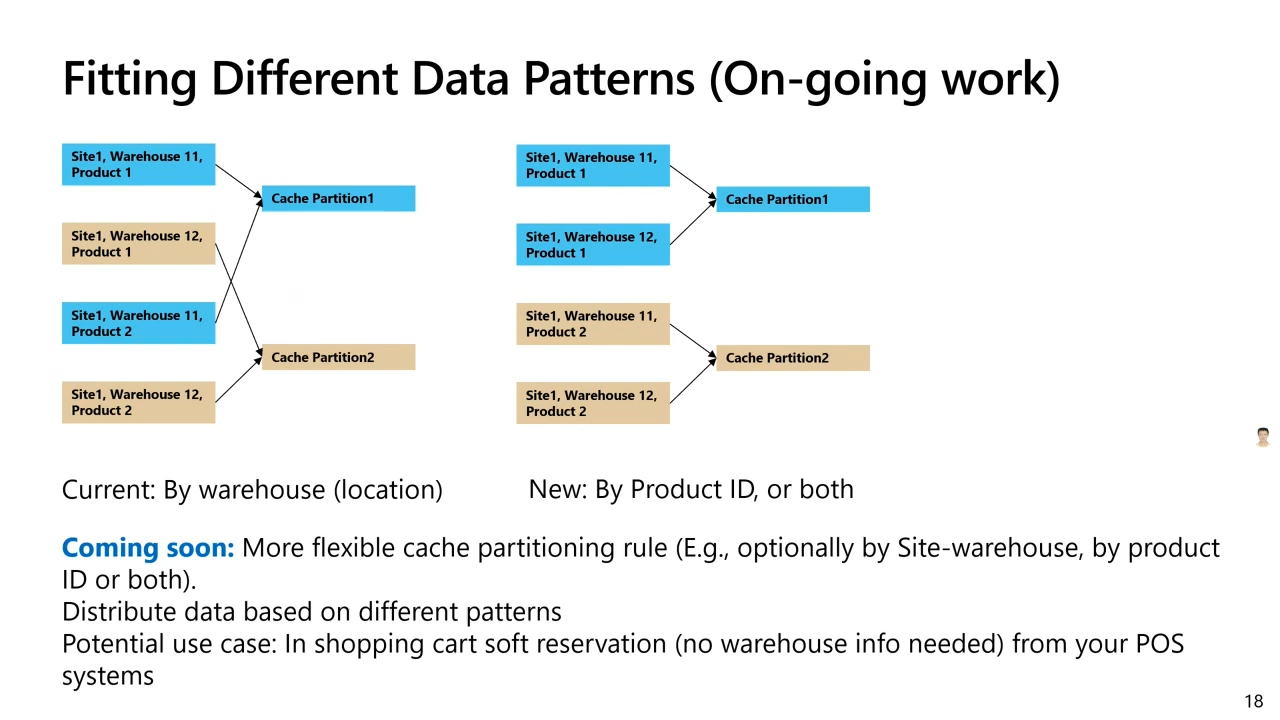 Fitting Different Data Patterns (On-going work)
Site1, Warehouse 11,
Product 1
Cache Partition1
Site1, Warehouse 12,
Product 1
Site1, Warehouse 11,
Product 2
Cache Partition2
Site1, Warehouse 12,
Product 2
Site1, Warehouse 11,
Product 1
Cache Partition1
Site1, Warehouse 12,
Product 1
Site1, Warehouse 11,
Product 2
Cache Partition2
Site1, Warehouse 12,
Product 2
Current: By warehouse (location)
New: By Product ID, or both
Coming soon: More flexible cache partitioning rule (E.g., optionally by Site-warehouse, by product
ID or both).
Distribute data based on different patterns
Potential use case: In shopping cart soft reservation (no warehouse info needed) from your POS
systems
18